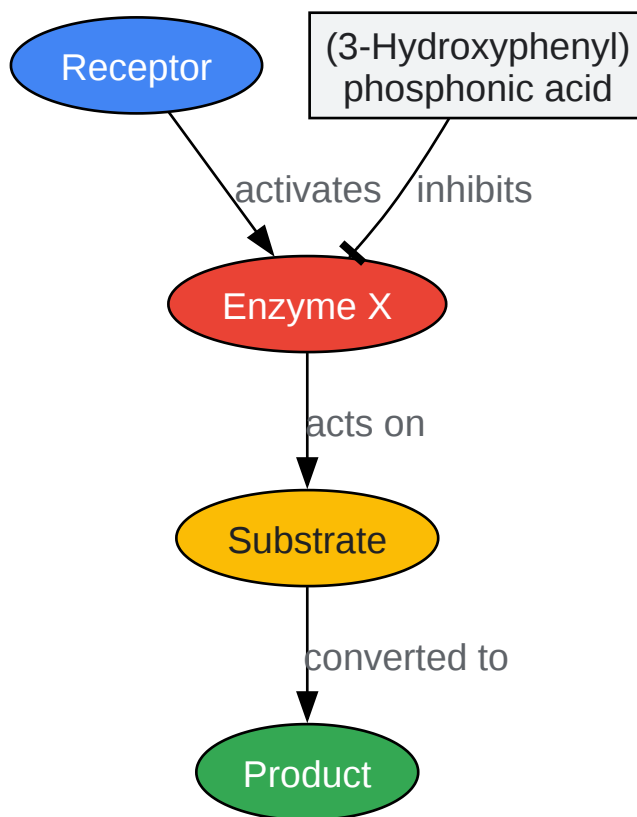 Receptor
(3-Hydroxyphenyl)
phosphonic acid
activates
inhibits
Enzyme X
acts on
Substrate
converted to
Product